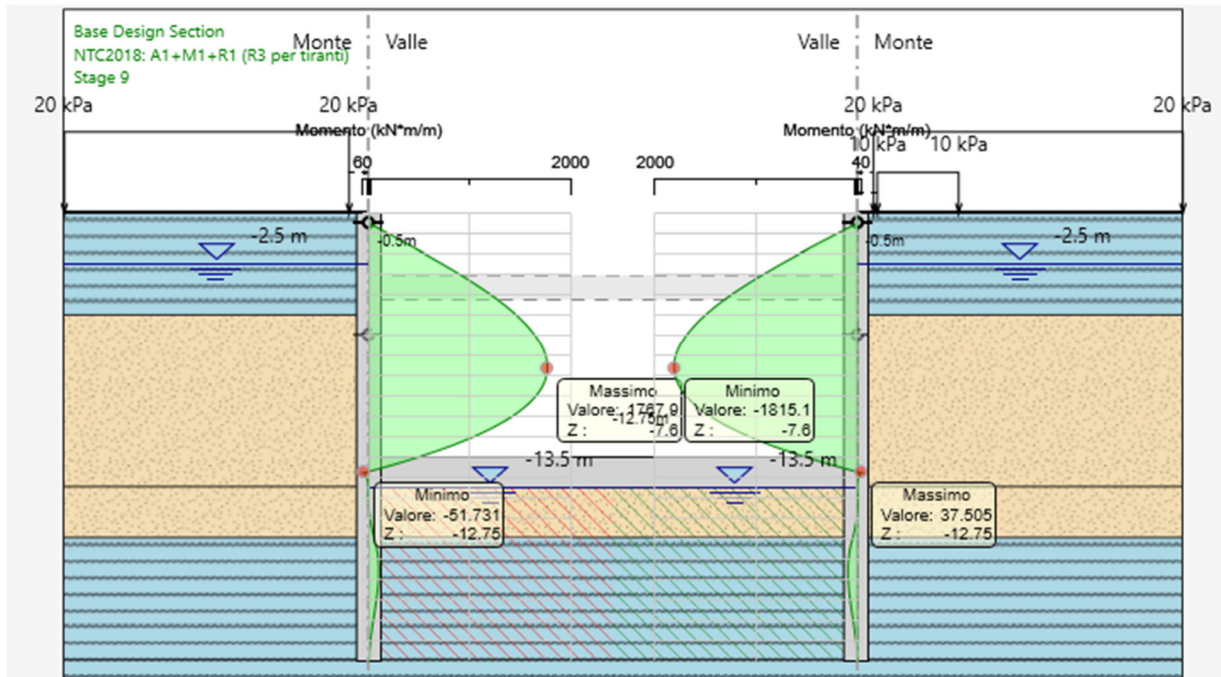 Base Design Section
NTC2018: A1+M1+R1 (R3 per tiranti)
Stage 9
Monte
Valle
Valle
Monte
20 kPa
20 kPa
20 kPa
20 kPa
Momento (kN*m/m)
Momento (kN*m/m)
10 kPa
10 kPa
60
2000
2000
40
-2.5 m
-0.5m
-0.5m
-2.5 m
Massimo
Valore: 1767.9
-12.75m
Z : -7.6
Minimo
Valore: -1815.1
Z : -7.6
-13.5 m
-13.5 m
Minimo
Valore: -51.731
Z : -12.75
Massimo
Valore: 37.505
Z : -12.75